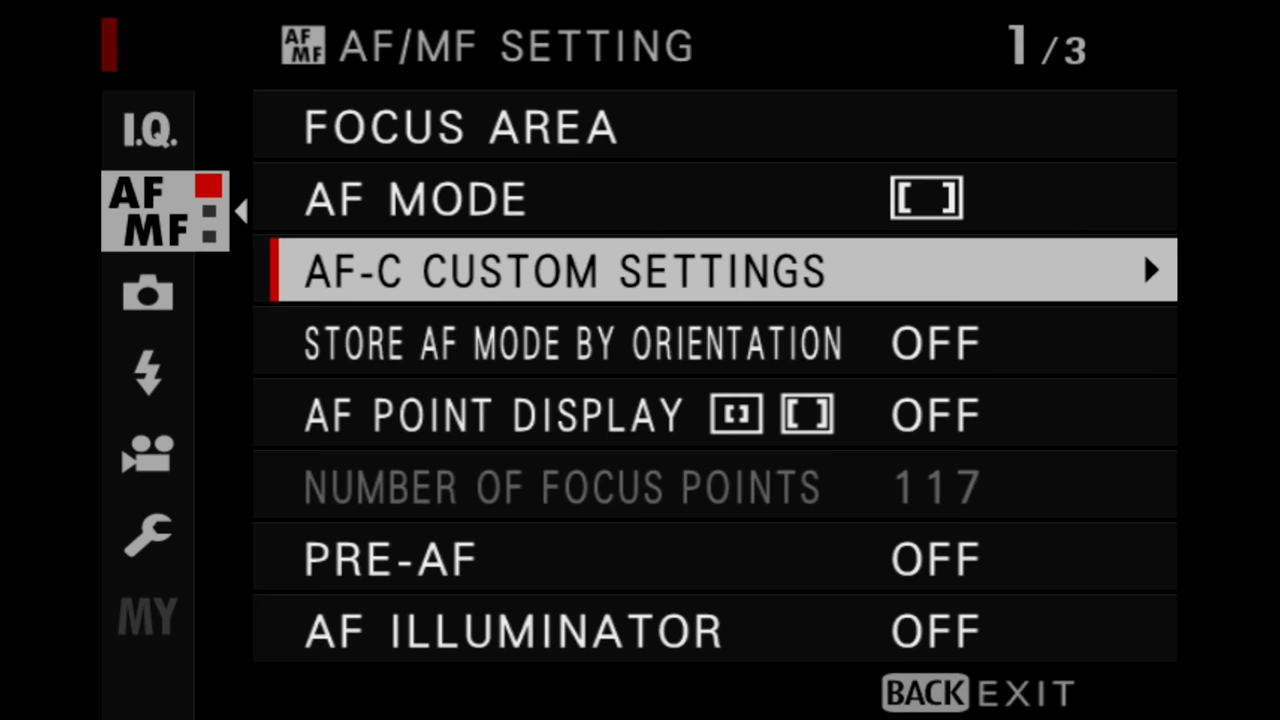 AF MF AF/MF SETTING 1/3
I.Q.
AF MF
MY
FOCUS AREA
AF MODE [ ]
AF-C CUSTOM SETTINGS
STORE AF MODE BY ORIENTATION OFF
AF POINT DISPLAY [ ] [ ] OFF
NUMBER OF FOCUS POINTS 117
PRE-AF OFF
AF ILLUMINATOR OFF
BACK EXIT